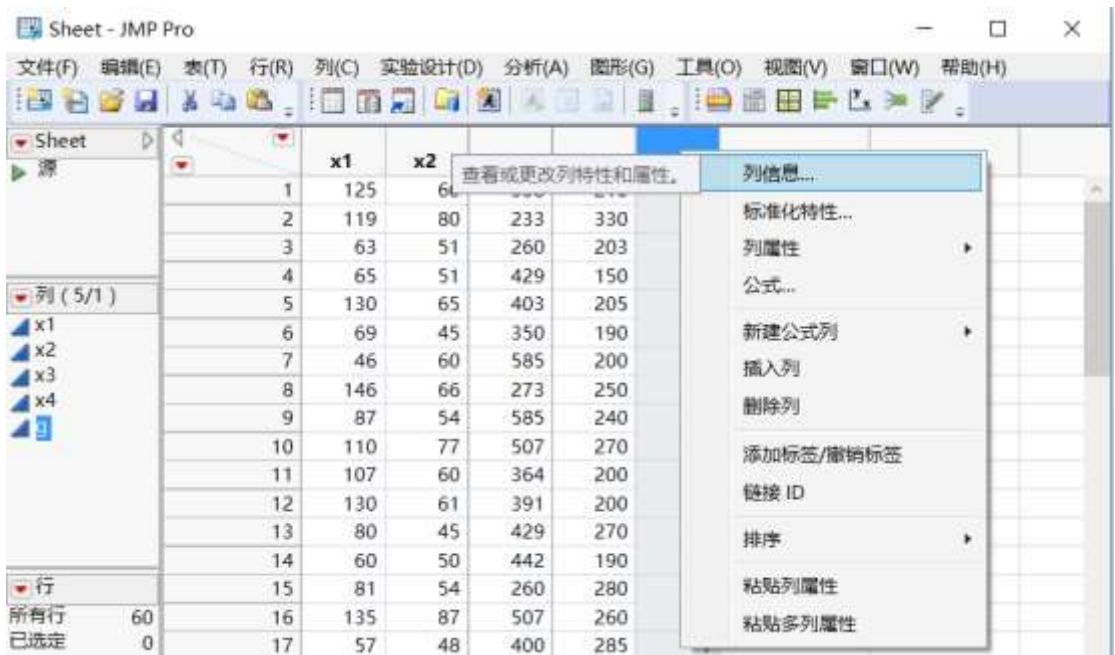 Sheet - JMP Pro
文件(F) 编辑(E) 表(T) 行(R) 列(C) 实验设计(D) 分析(A) 图形(G) 工具(O) 视图(V) 窗口(W) 帮助(H)
Sheet
源
列 ( 5/1 )
x1
x2
x3
x4
g
行
所有行 60
已选定 0
x1 x2
1 125
2 119 80 233 330
3 63 51 260 203
4 65 51 429 150
5 130 65 403 205
6 69 45 350 190
7 46 60 585 200
8 146 66 273 250
9 87 54 585 240
10 110 77 507 270
11 107 60 364 200
12 130 61 391 200
13 80 45 429 270
14 60 50 442 190
15 81 54 260 280
16 135 87 507 260
17 57 48 400 285
查看或更改列特性和属性。
列信息...
标准化特性...
列属性
公式...
新建公式列
插入列
删除列
添加标签/撤销标签
链接 ID
排序
粘贴列属性
粘贴多列属性